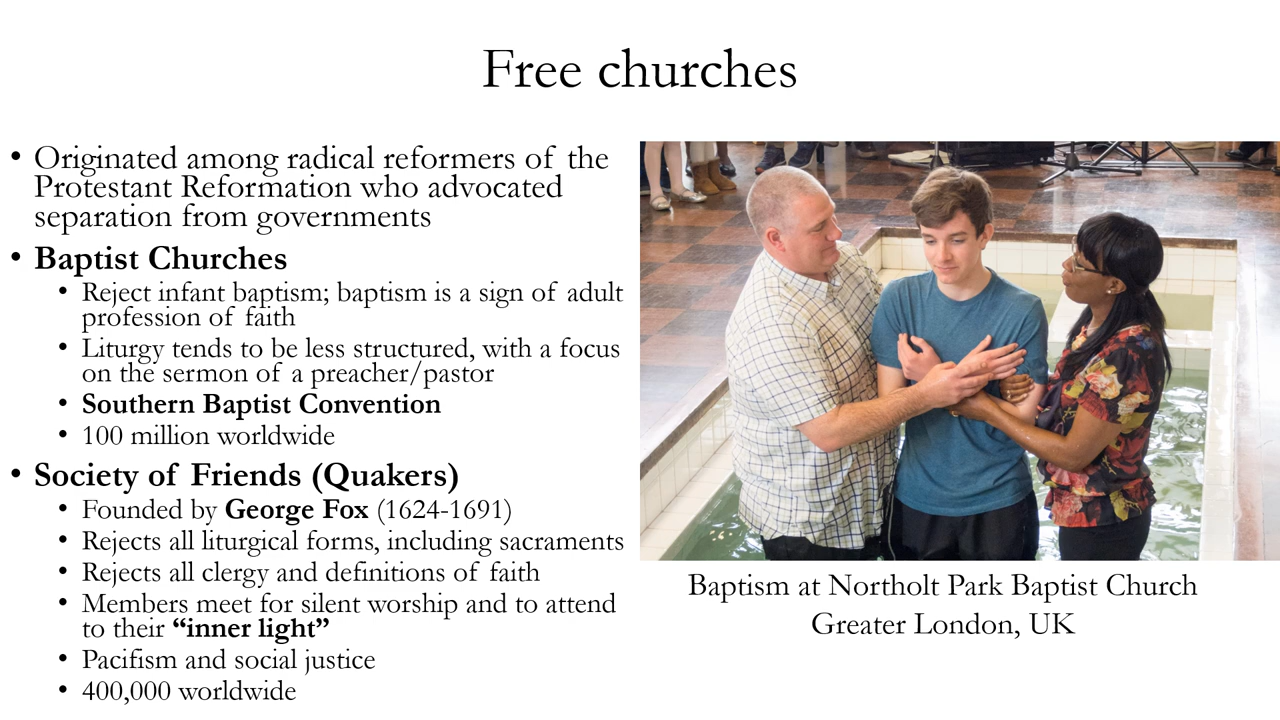 Free churches
• Originated among radical reformers of the
Protestant Reformation who advocated
separation from governments
• Baptist Churches
• Reject infant baptism; baptism is a sign of adult
profession of faith
• Liturgy tends to be less structured, with a focus
on the sermon of a preacher/pastor
• Southern Baptist Convention
• 100 million worldwide
• Society of Friends (Quakers)
• Founded by George Fox (1624-1691)
• Rejects all liturgical forms, including sacraments
• Rejects all clergy and definitions of faith
• Members meet for silent worship and to attend
to their “inner light”
• Pacifism and social justice
• 400,000 worldwide
Baptism at Northolt Park Baptist Church
Greater London, UK